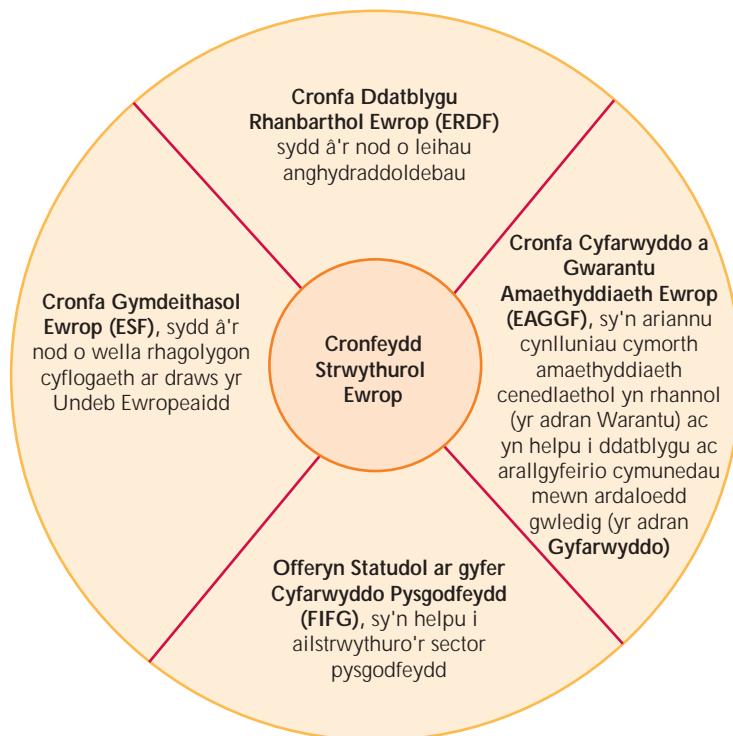 Cronfa Ddatblygu
Rhanbarthol Ewrop (ERDF)
sydd â'r nod o leihau
anghydraddoldebau
Cronfa Cyfarwyddo a
Gwarantu
Amaethyddiaeth Ewrop
(EAGGF), sy'n ariannu
cynlluniau cymorth
amaethyddiaeth
cenedlaethol yn rhannol
(yr adran Warantu) ac
yn helpu i ddatblygu ac
arallgyfeirio cymunedau
mewn ardaloedd
gwledig (yr adran
Gyfarwyddo)
Cronfa Gymdeithasol
Ewrop (ESF), sydd â'r
nod o wella rhagolygon
cyflogaeth ar draws yr
Undeb Ewropeaidd
Cronfeydd
Strwythurol
Ewrop
Offeryn Statudol ar gyfer
Cyfarwyddo Pysgodfeydd
(FIFG), sy'n helpu i
ailstrwythuro'r sector
pysgodfeydd